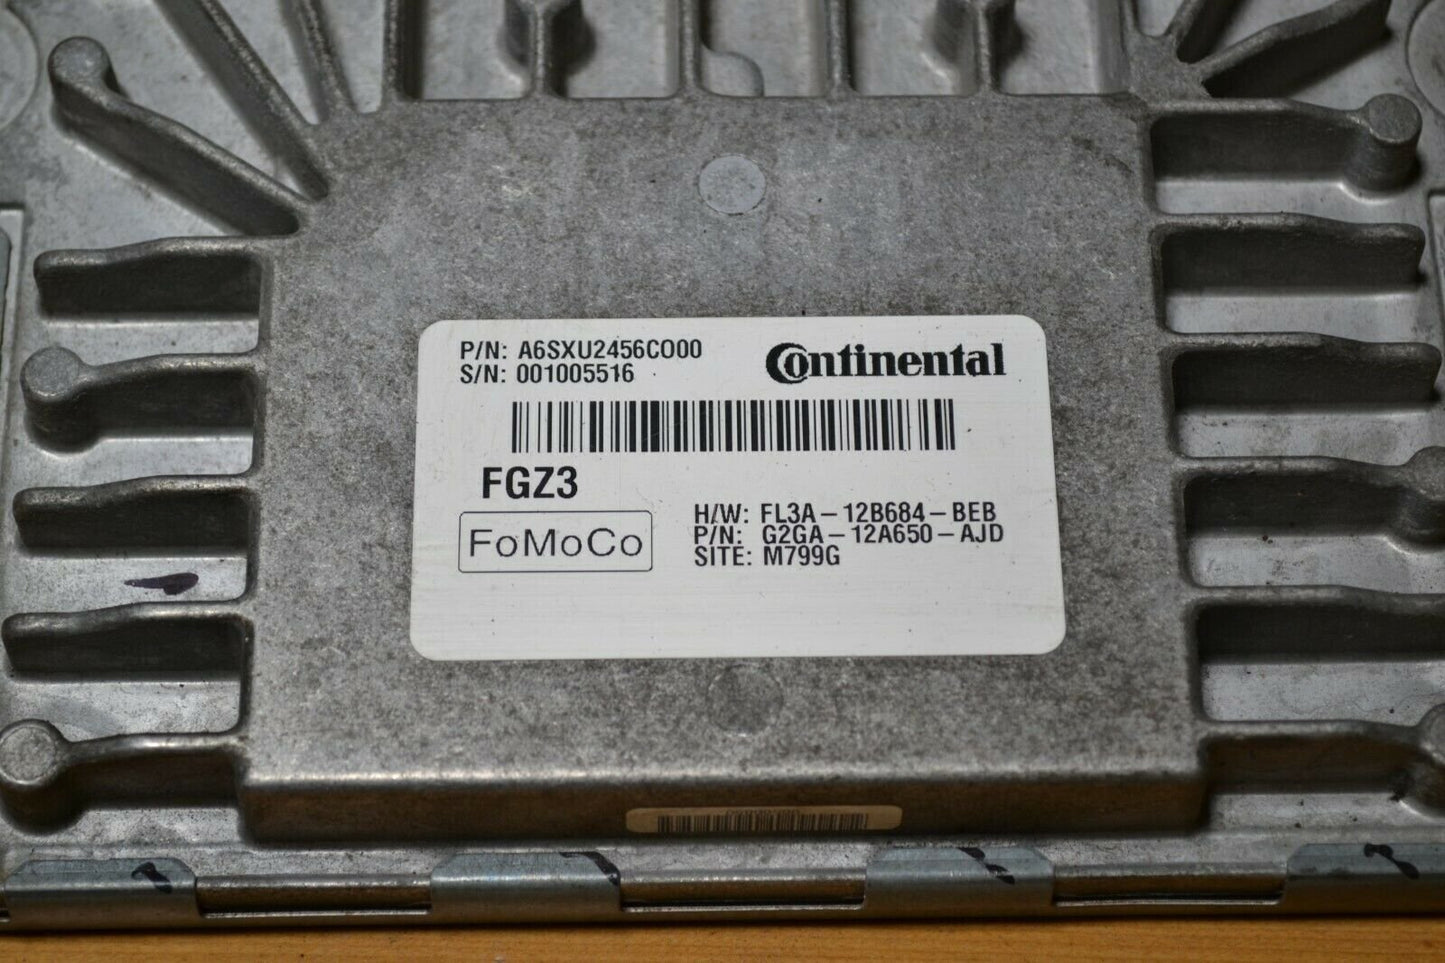 P/N: A6SXU2456C000
S/N: 001005516
Continental
FGZ3
FoMoCo
H/W: FL3A-12B684-BEB
P/N: G2GA-12A650-AJD
SITE: M799G